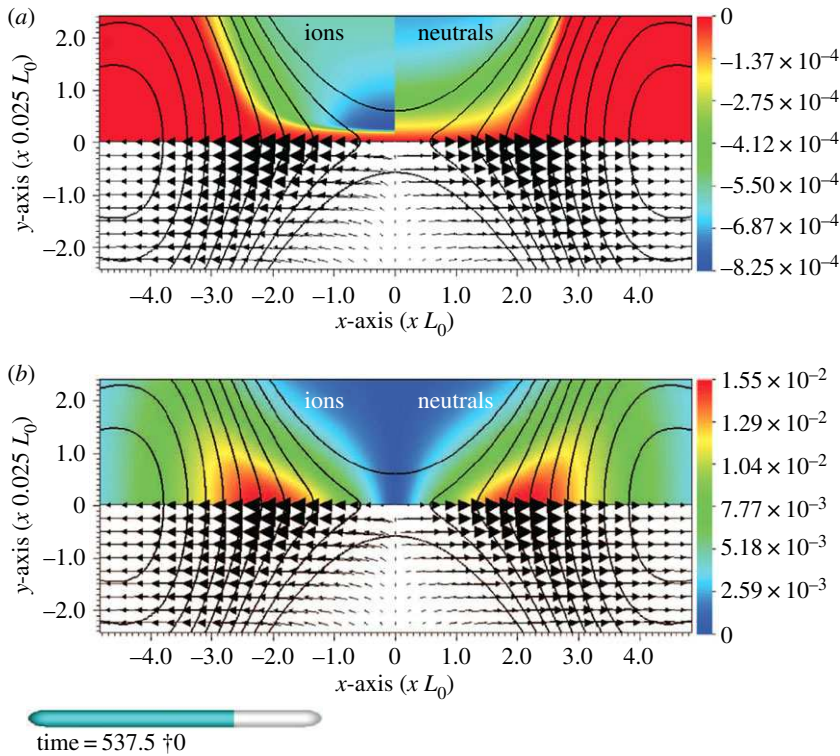 (a)
ions
neutrals
2.0
1.0
0
–1.0
–2.0
y-axis (x 0.025 L0)
–4.0 –3.0 –2.0 –1.0 0 1.0 2.0 3.0 4.0
x-axis (x L0)
0
–1.37 × 10–4
–2.75 × 10–4
–4.12 × 10–4
–5.50 × 10–4
–6.87 × 10–4
–8.25 × 10–4
(b)
ions
neutrals
2.0
1.0
0
–1.0
–2.0
y-axis (x 0.025 L0)
–4.0 –3.0 –2.0 –1.0 0 1.0 2.0 3.0 4.0
x-axis (x L0)
1.55 × 10–2
1.29 × 10–2
1.04 × 10–2
7.77 × 10–3
5.18 × 10–3
2.59 × 10–3
0
time = 537.5 †0